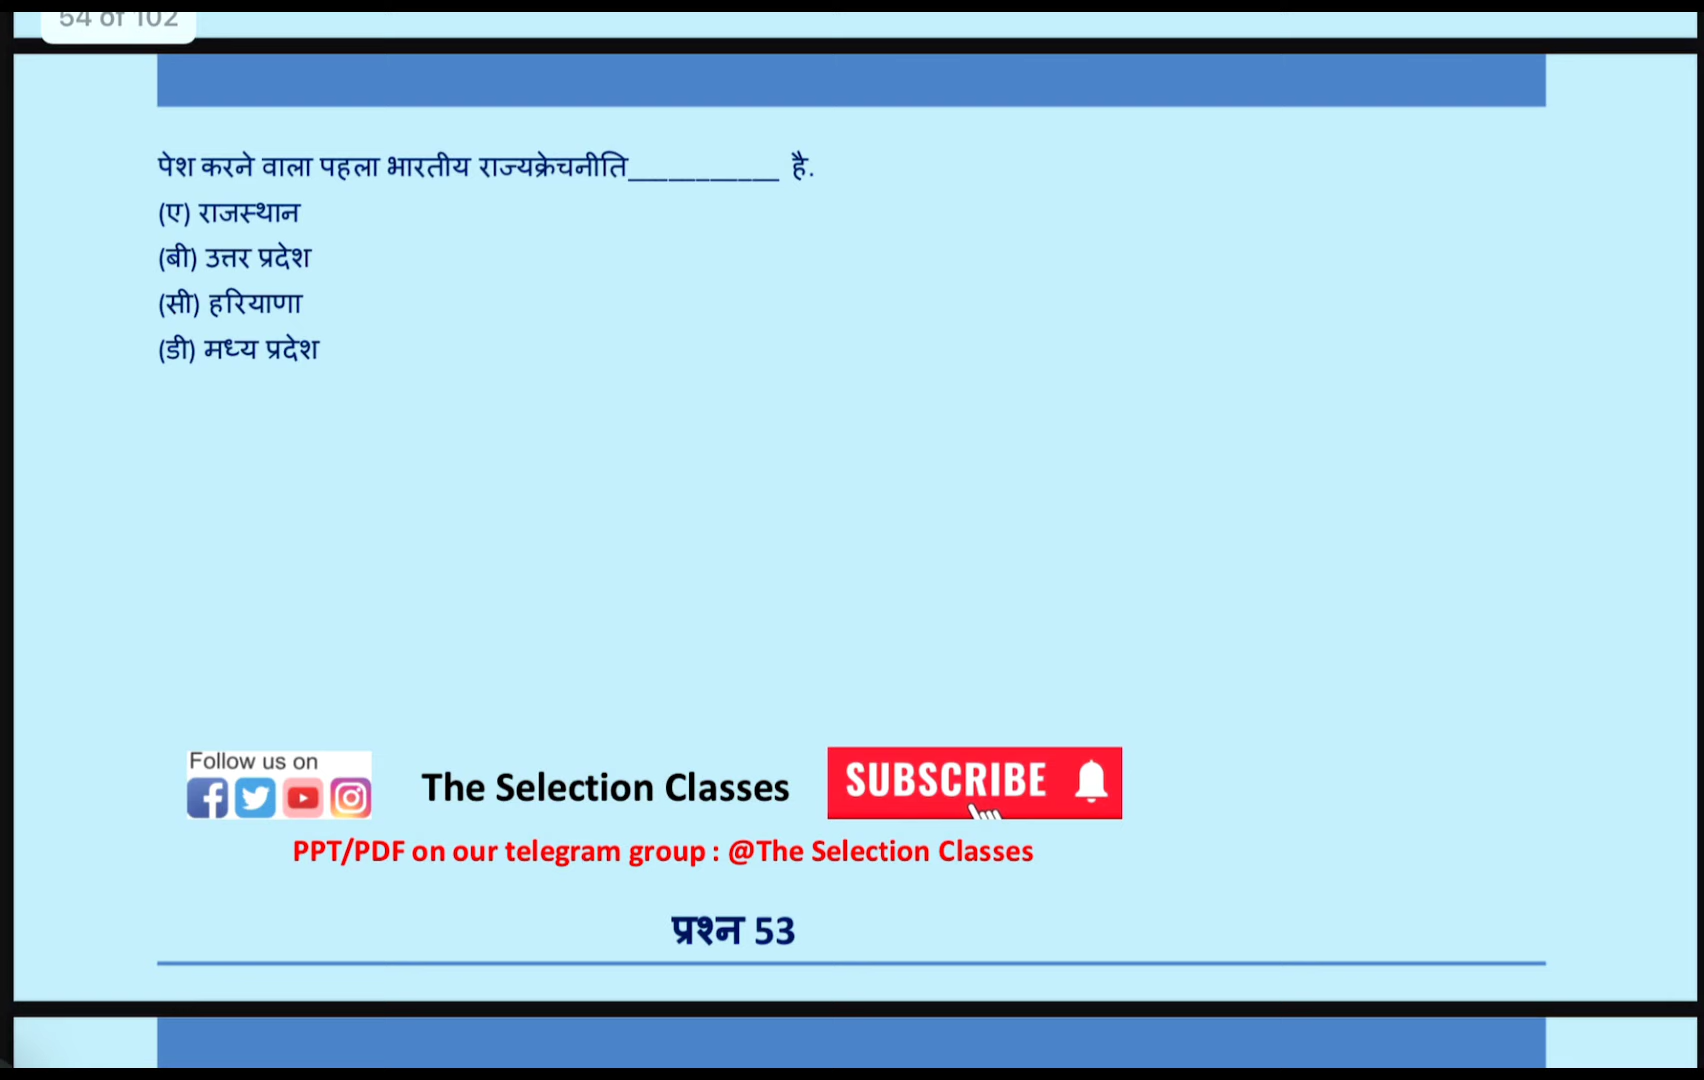 54 of 102
पेश करने वाला पहला भारतीय राज्यक्रेचनीति___________ है.
(ए) राजस्थान
(बी) उत्तर प्रदेश
(सी) हरियाणा
(डी) मध्य प्रदेश
Follow us on
The Selection Classes
SUBSCRIBE
PPT/PDF on our telegram group : @The Selection Classes
प्रश्न 53